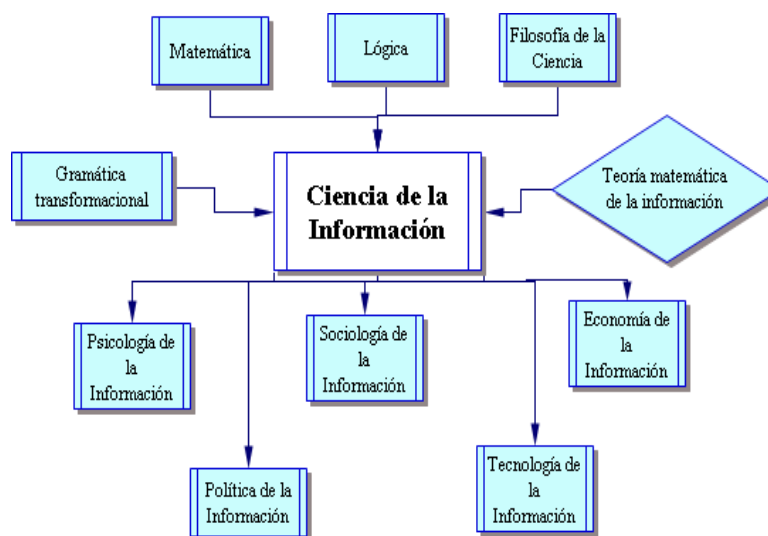 Matemática
Lógica
Filosofía de la
Ciencia
Gramática
transformacional
Ciencia de la
Información
Teoría matemática
de la información
Psicología de
la
Información
Sociología de
la
Información
Economía de
la
Información
Política de la
Información
Tecnología de
la
Información